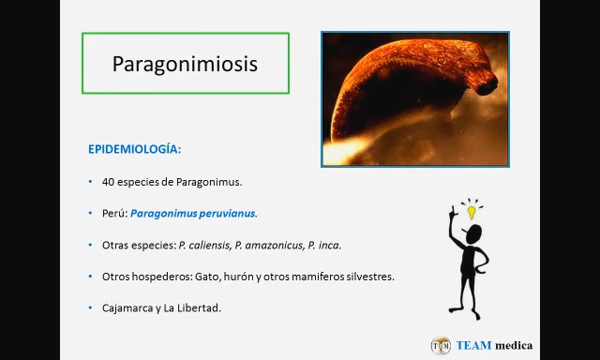 Paragonimiosis
EPIDEMIOLOGÍA:
• 40 especies de Paragonimus.
• Perú: Paragonimus peruvianus.
• Otras especies: P. caliensis, P. amazonicus, P. inca.
• Otros hospederos: Gato, hurón y otros mamiferos silvestres.
• Cajamarca y La Libertad.
TEAM medica